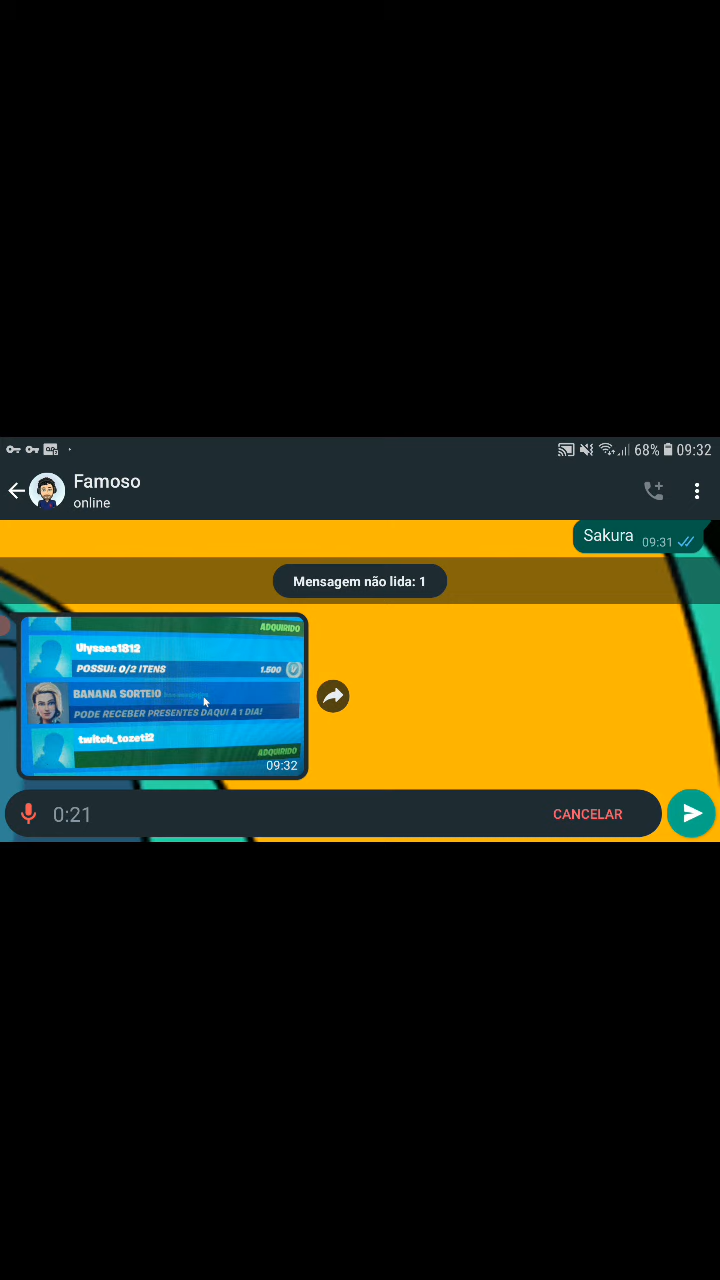 68% 09:32
Famoso
online
Sakura 09:31
Mensagem não lida: 1
ADQUIRIDO
Ulysses1812
POSSUI: 0/2 ITENS 1.500
BANANA SORTEIO
PODE RECEBER PRESENTES DAQUI A 1 DIA!
twitch_tozeti2
ADQUIRIDO
09:32
0:21 CANCELAR